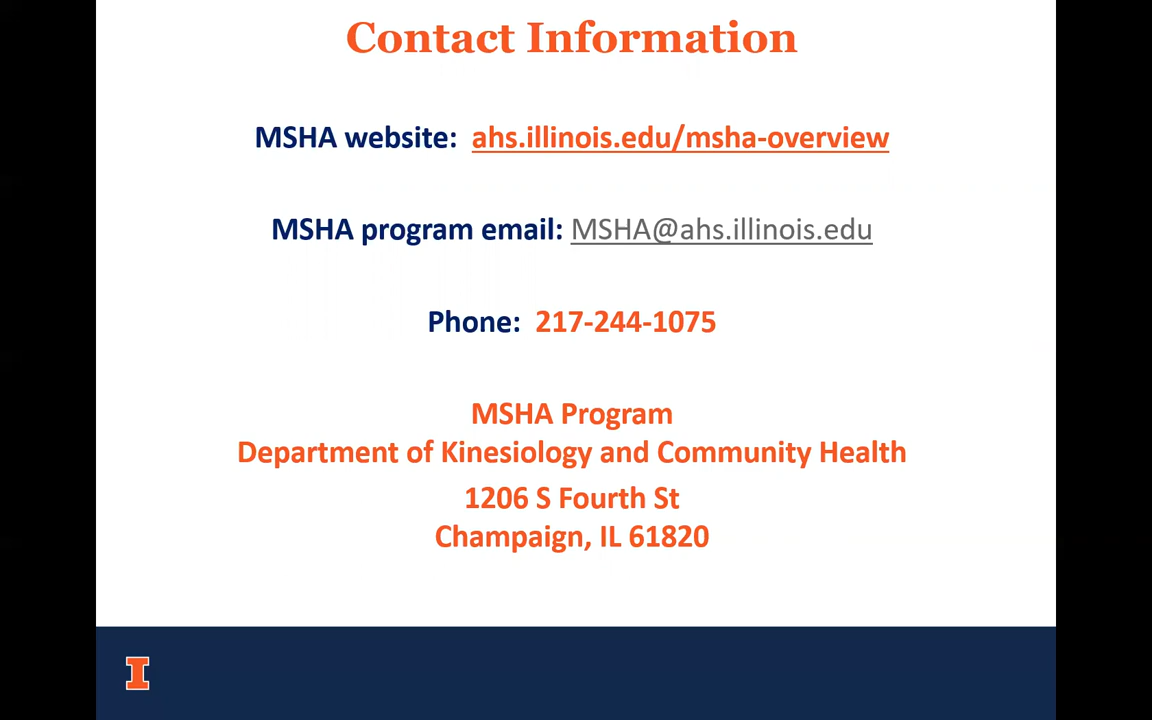 Contact Information
MSHA website: ahs.illinois.edu/msha-overview
MSHA program email: MSHA@ahs.illinois.edu
Phone: 217-244-1075
MSHA Program
Department of Kinesiology and Community Health
1206 S Fourth St
Champaign, IL 61820
I